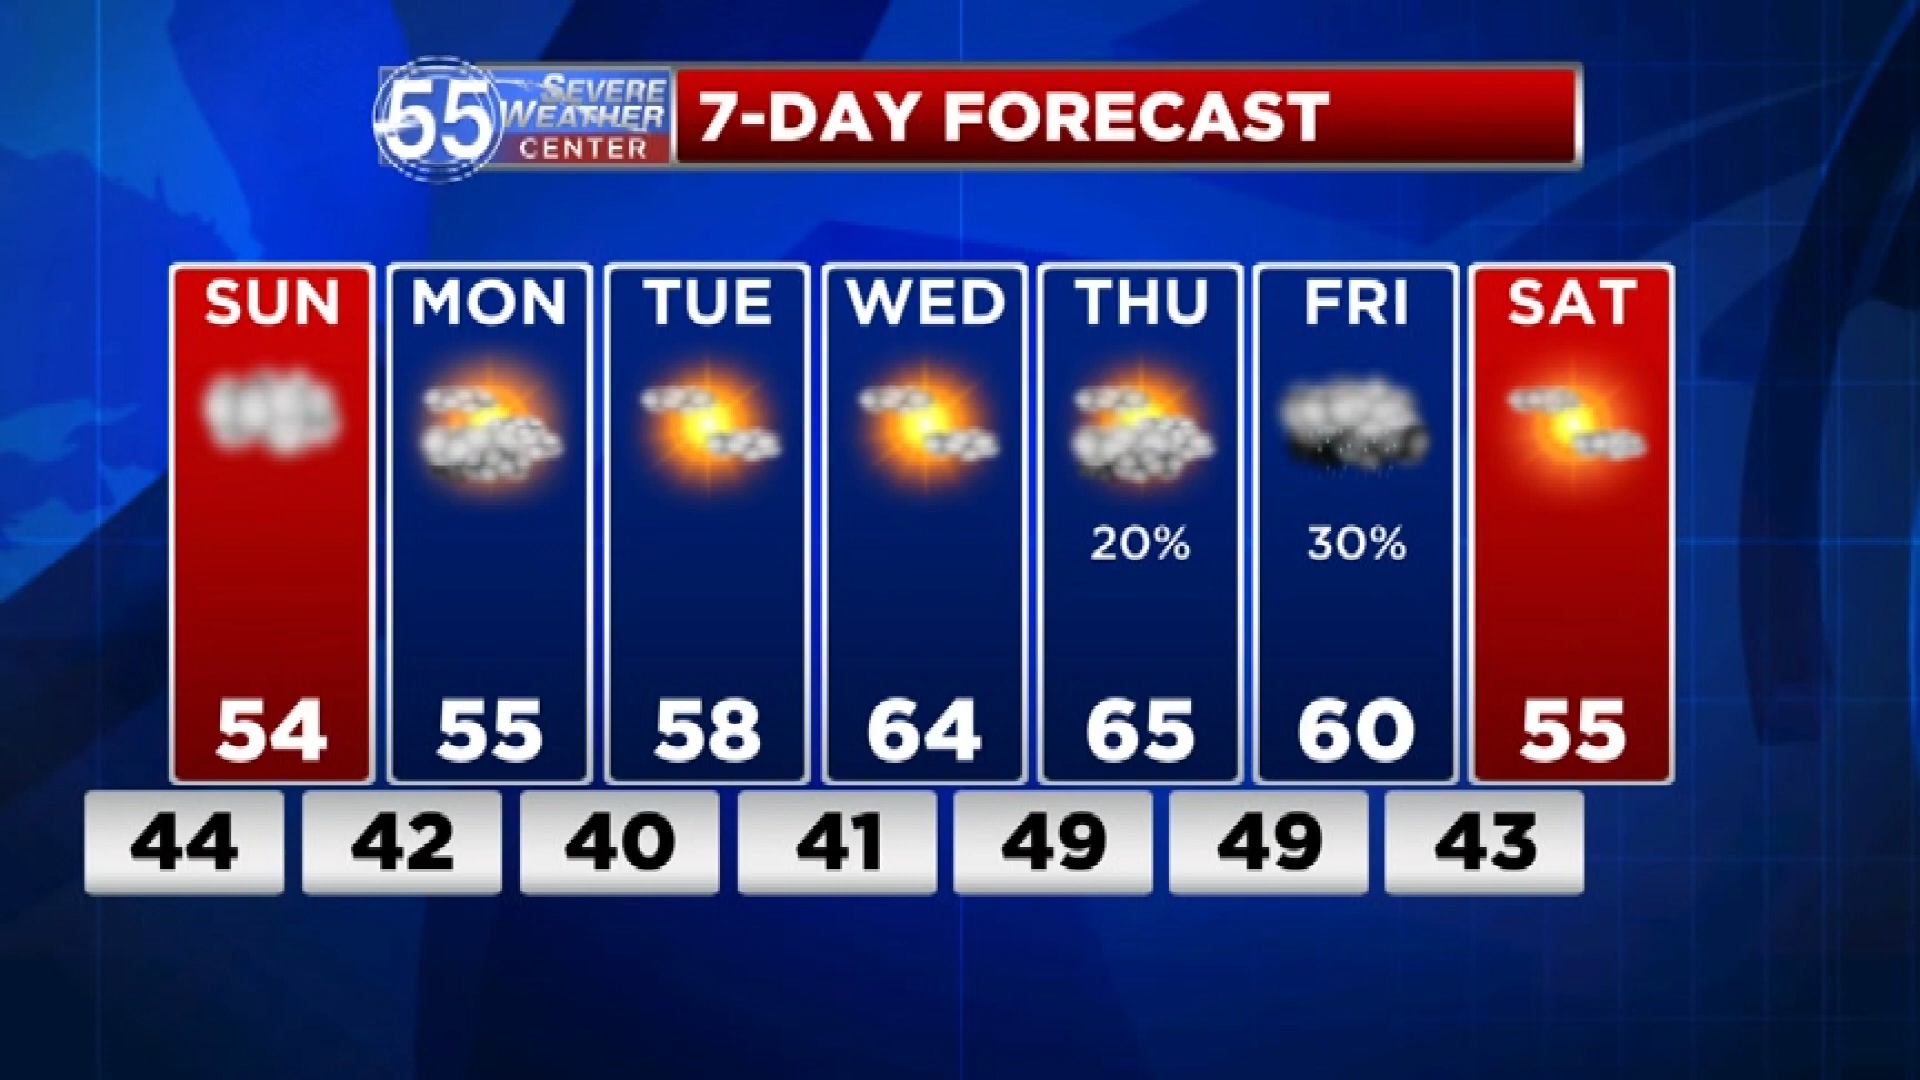 55 SEVERE
WEATHER
CENTER
7-DAY FORECAST
SUN MON TUE WED THU FRI SAT
20% 30%
54 55 58 64 65 60 55
44 42 40 41 49 49 43